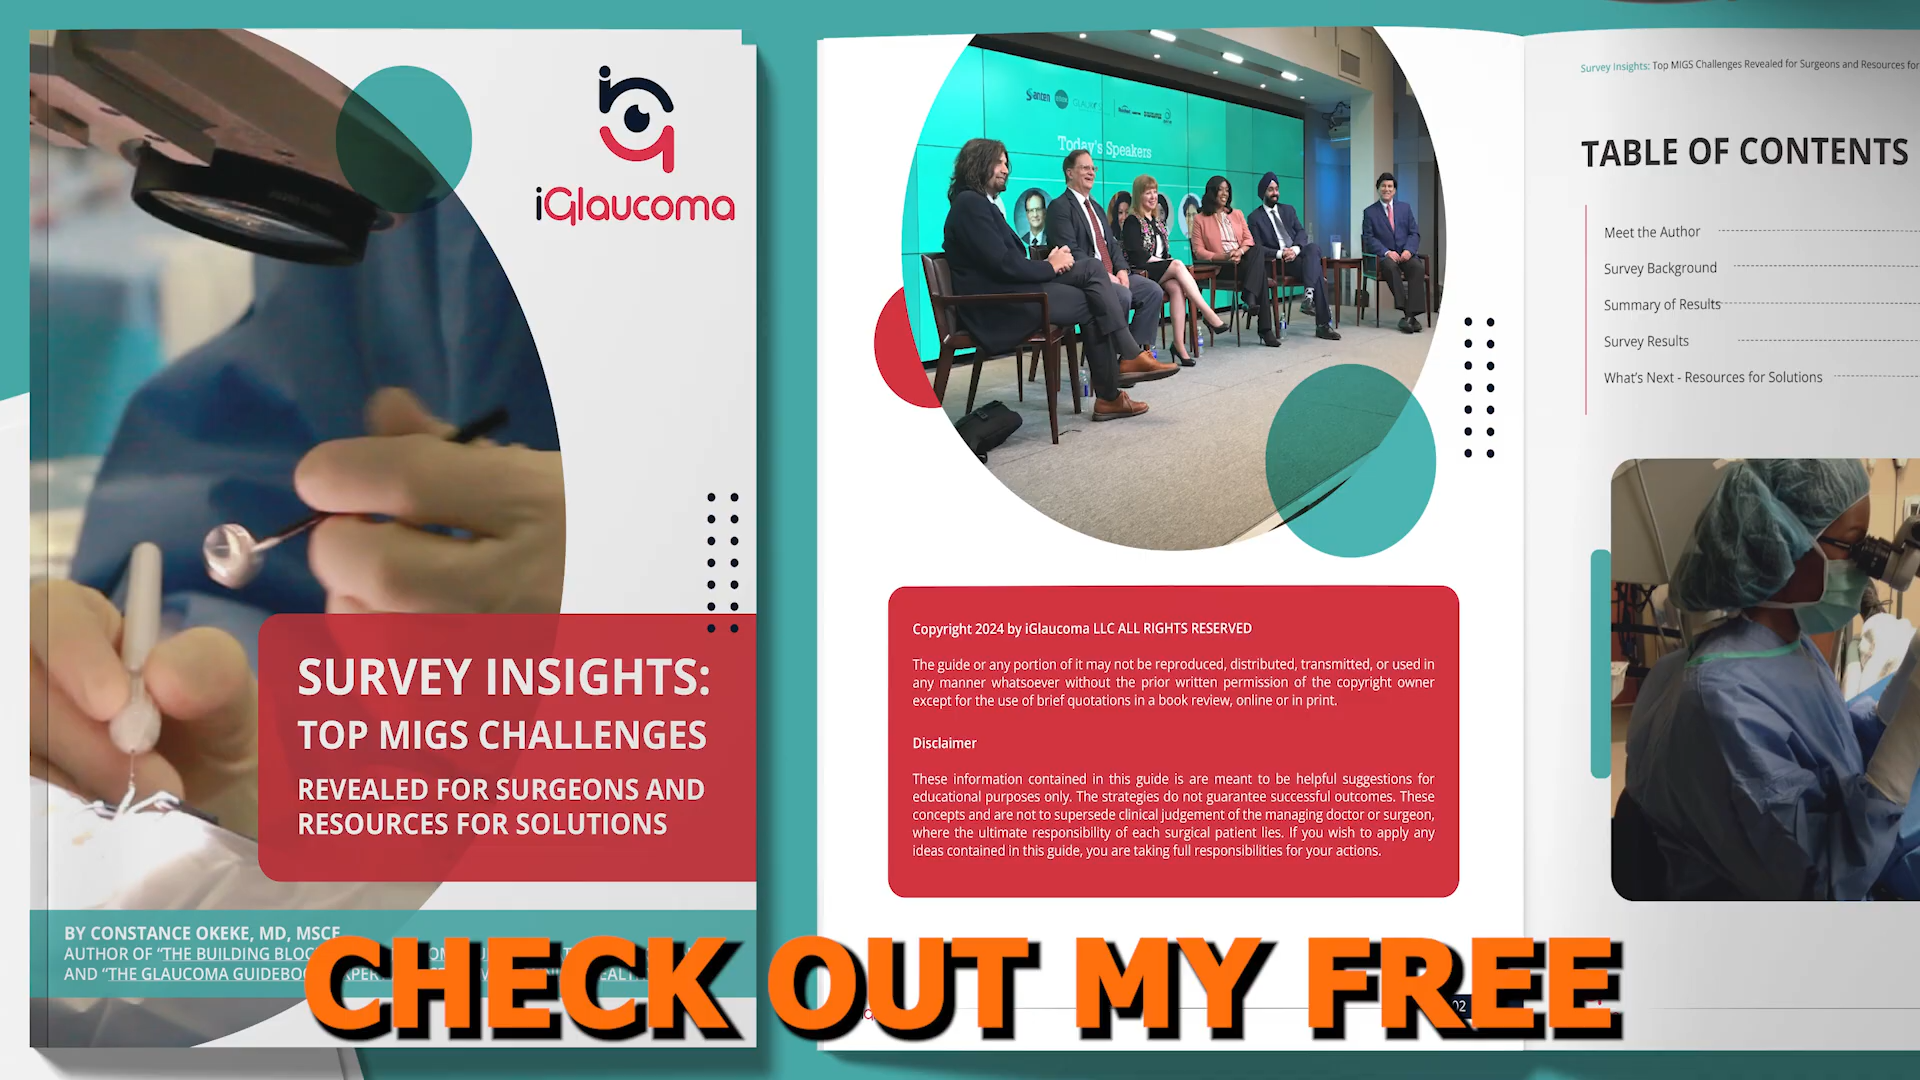 iGlaucoma
SURVEY INSIGHTS:
TOP MIGS CHALLENGES
REVEALED FOR SURGEONS AND
RESOURCES FOR SOLUTIONS
BY CONSTANCE OKEKE, MD, MSCE
AUTHOR OF "THE BUILDING
AND "THE GLAUCOMA
Santen
Today's Speakers
Copyright 2024 by iGlaucoma LLC ALL RIGHTS RESERVED
The guide or any portion of it may not be reproduced, distributed, transmitted, or used in
any manner whatsoever without the prior written permission of the copyright owner
except for the use of brief quotations in a book review, online or in print.
Disclaimer
These information contained in this guide is are meant to be helpful suggestions for
educational purposes only. The strategies do not guarantee successful outcomes. These
concepts and are not to supersede clinical judgement of the managing doctor or surgeon,
where the ultimate responsibility of each surgical patient lies. If you wish to apply any
ideas contained in this guide, you are taking full responsibilities for your actions.
02
Survey Insights: Top MIGS Challenges Revealed for Surgeons and Resources for
TABLE OF CONTENTS
Meet the Author
Survey Background
Summary of Results
Survey Results
What's Next - Resources for Solutions
CHECK OUT MY FREE